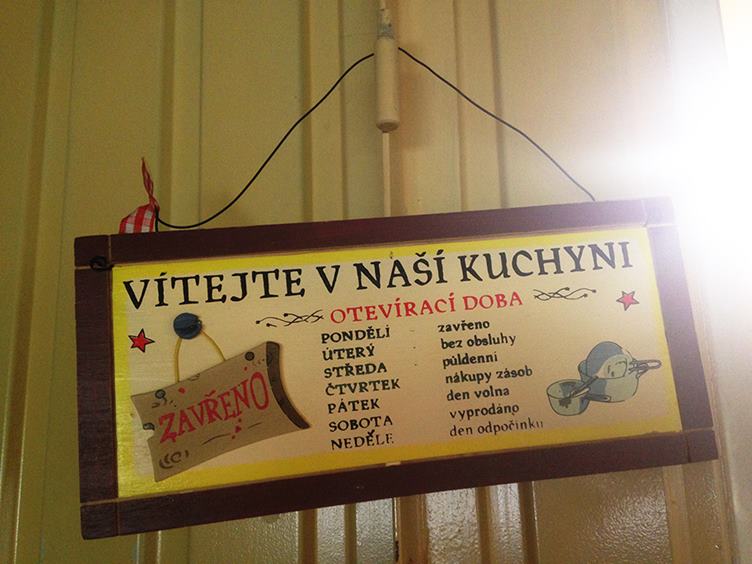 VÍTEJTE V NAŠÍ KUCHYNI
OTEVÍRACÍ DOBA
PONDĚLÍ zavřeno
ÚTERÝ bez obsluhy
STŘEDA půldenní
ČTVRTEK nákupy zásob
PÁTEK den volna
SOBOTA vyprodáno
NEDĚLE den odpočinku
ZAVŘENO